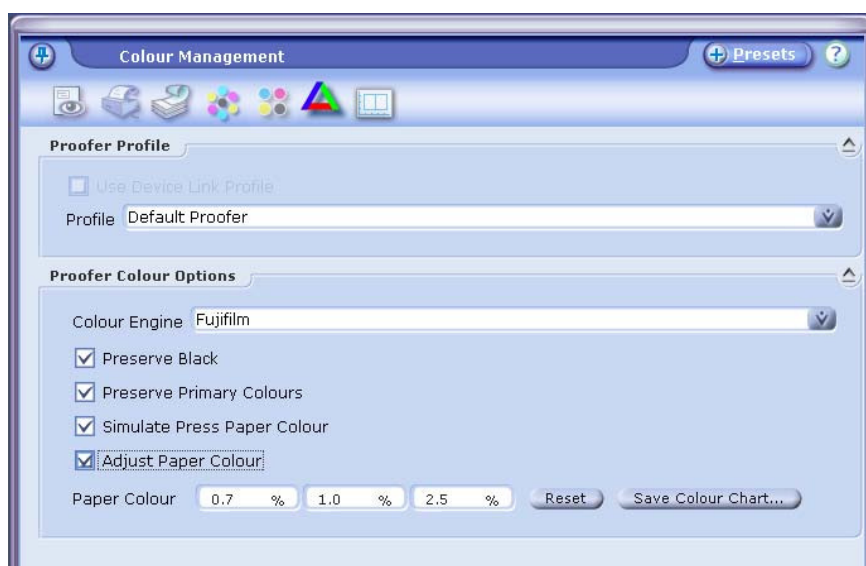 Colour Management
Presets
?
Proofer Profile
Use Device Link Profile
Profile Default Proofer
Proofer Colour Options
Colour Engine Fujifilm
Preserve Black
Preserve Primary Colours
Simulate Press Paper Colour
Adjust Paper Colour
Paper Colour 0.7 % 1.0 % 2.5 % Reset Save Colour Chart...